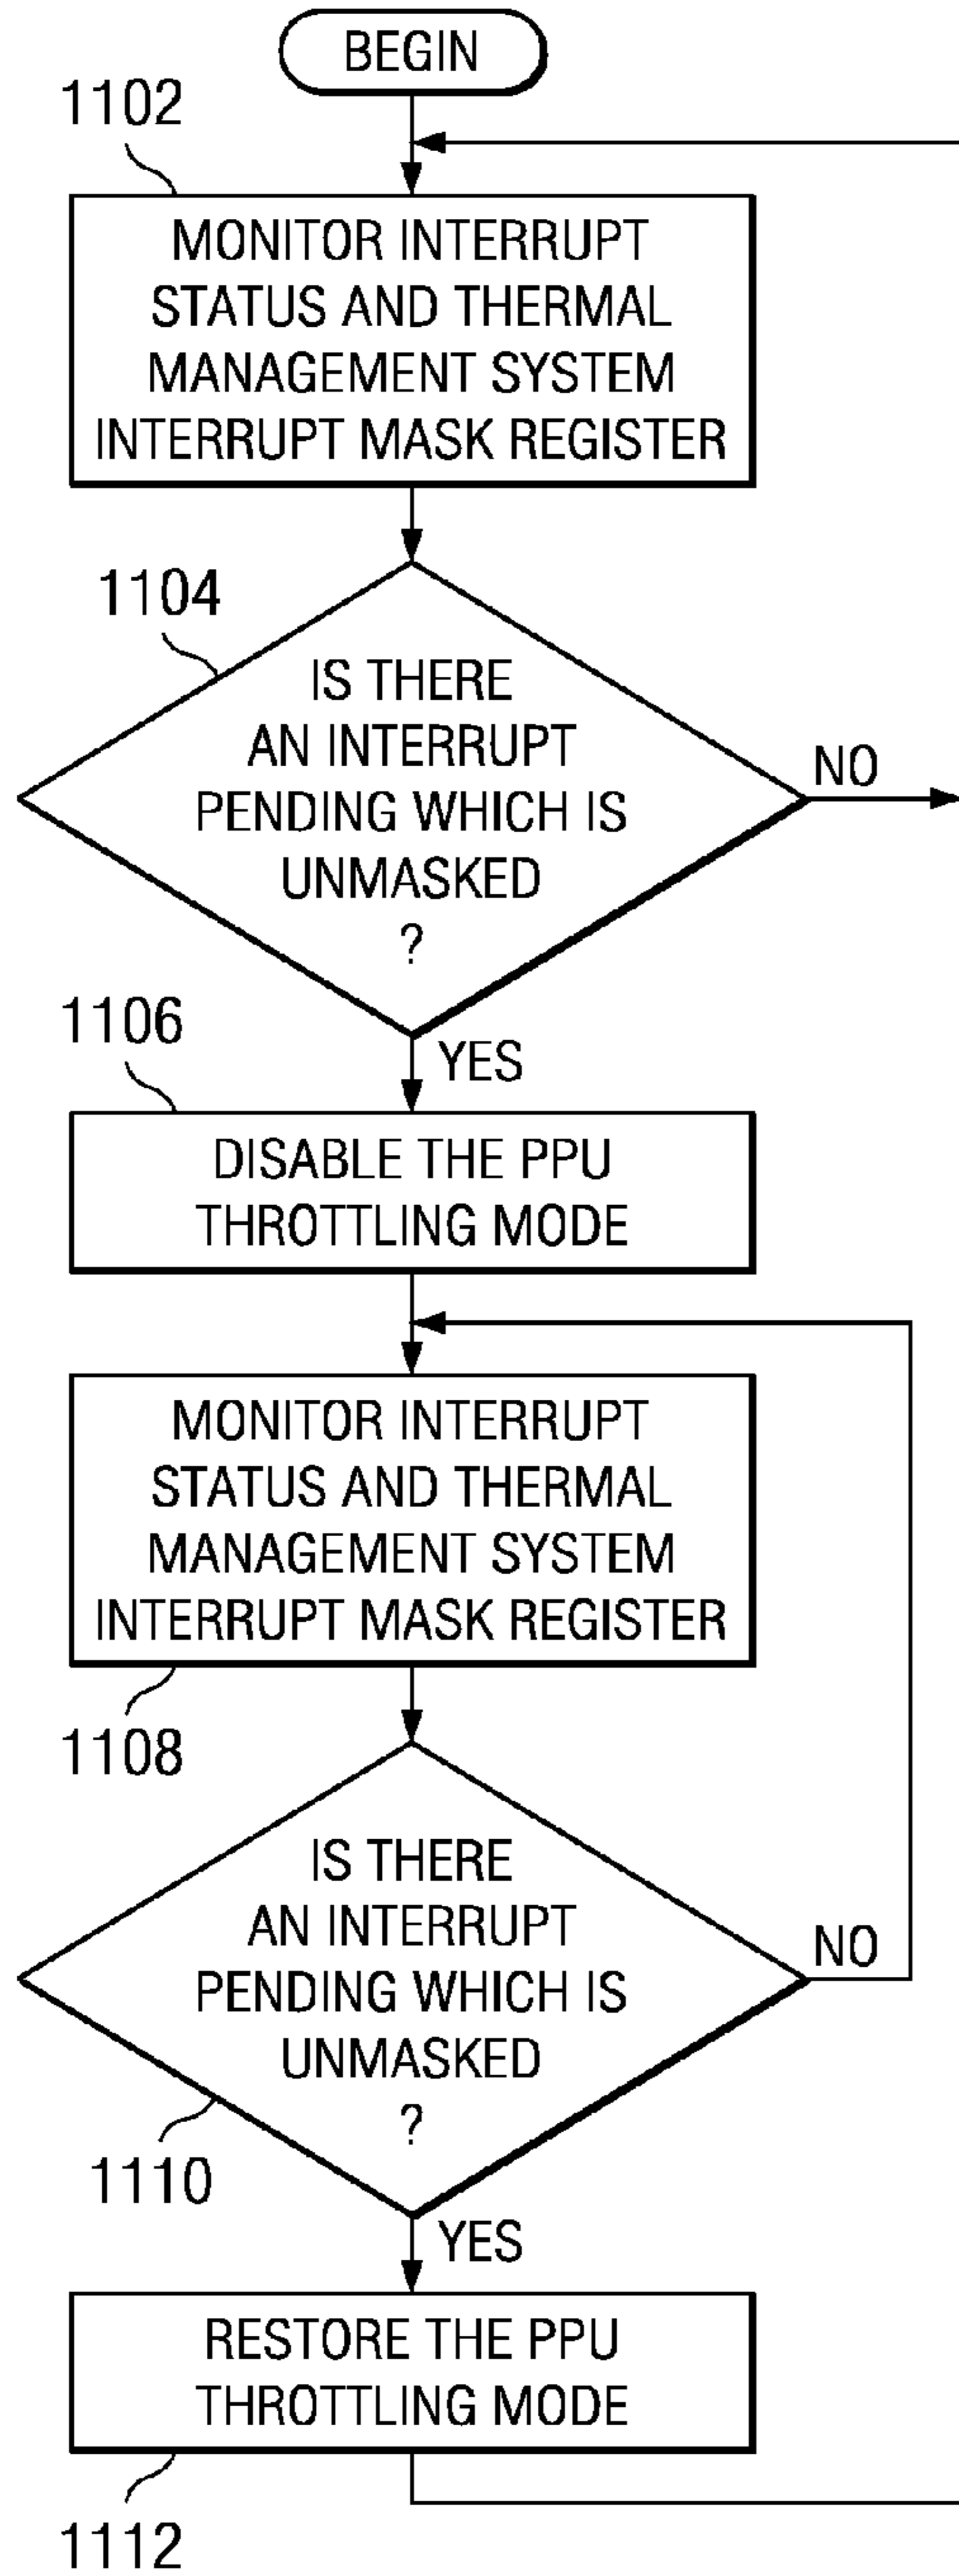 BEGIN
1102
MONITOR INTERRUPT
STATUS AND THERMAL
MANAGEMENT SYSTEM
INTERRUPT MASK REGISTER
1104
IS THERE
AN INTERRUPT
PENDING WHICH IS
UNMASKED
?
NO
YES
1106
DISABLE THE PPU
THROTTLING MODE
MONITOR INTERRUPT
STATUS AND THERMAL
MANAGEMENT SYSTEM
INTERRUPT MASK REGISTER
1108
IS THERE
AN INTERRUPT
PENDING WHICH IS
UNMASKED
?
NO
1110
YES
RESTORE THE PPU
THROTTLING MODE
1112